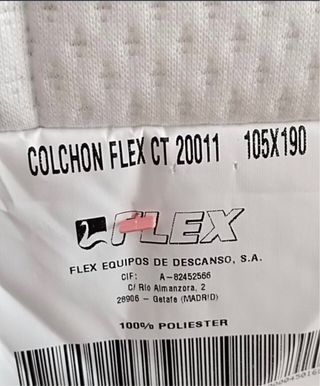 COLCHON FLEX CT 20011 105X190
FLEX
FLEX EQUIPOS DE DESCANSO, S.A.
CIF: A-82452566
C/ Río Almanzora, 2
28906 - Getafe (MADRID)
100% POLIESTER